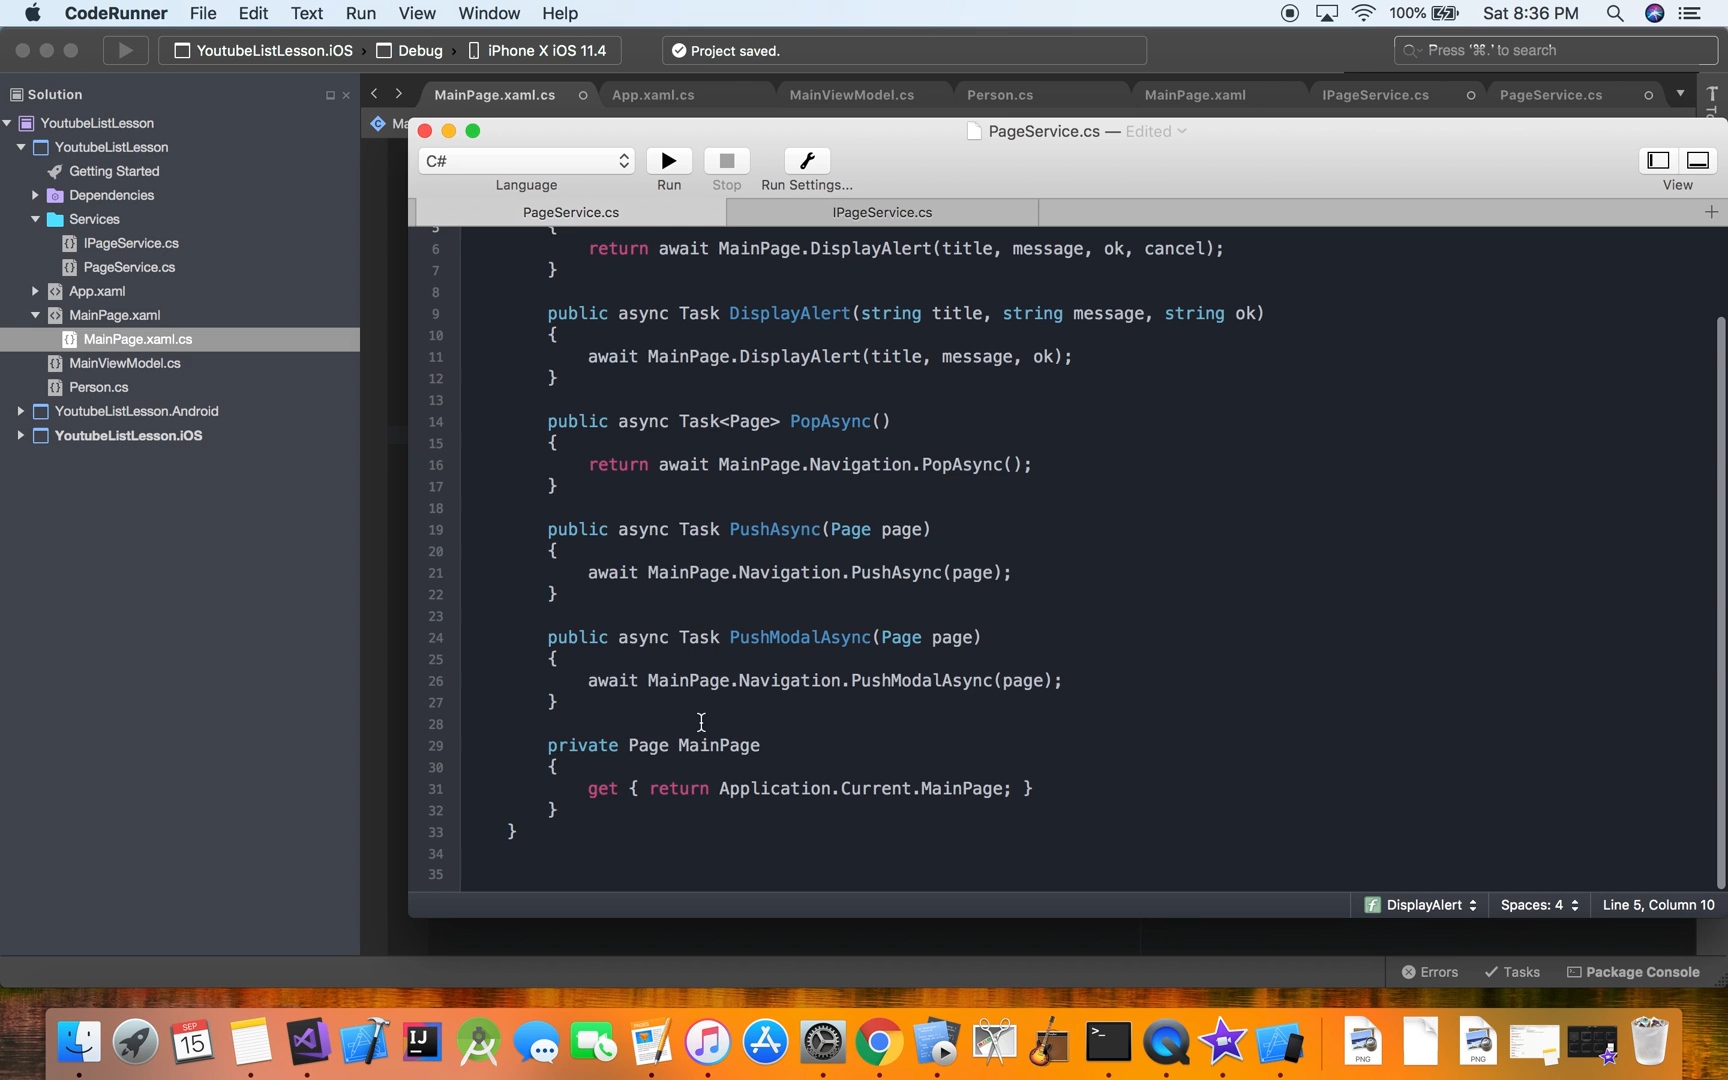 CodeRunner File Edit Text Run View Window Help 100% Sat 8:36 PM
YoutubeListLesson.iOS Debug iPhone X iOS 11.4 Project saved. Press '⌘.' to search
Solution
YoutubeListLesson
YoutubeListLesson
Getting Started
Dependencies
Services
IPageService.cs
PageService.cs
App.xaml
MainPage.xaml
MainPage.xaml.cs
MainViewModel.cs
Person.cs
YoutubeListLesson.Android
YoutubeListLesson.iOS
MainPage.xaml.cs App.xaml.cs MainViewModel.cs Person.cs MainPage.xaml IPageService.cs PageService.cs
PageService.cs — Edited
C#
Language Run Stop Run Settings... View
PageService.cs IPageService.cs
5 {
6 return await MainPage.DisplayAlert(title, message, ok, cancel);
7 }
8
9 public async Task DisplayAlert(string title, string message, string ok)
10 {
11 await MainPage.DisplayAlert(title, message, ok);
12 }
13
14 public async Task<Page> PopAsync()
15 {
16 return await MainPage.Navigation.PopAsync();
17 }
18
19 public async Task PushAsync(Page page)
20 {
21 await MainPage.Navigation.PushAsync(page);
22 }
23
24 public async Task PushModalAsync(Page page)
25 {
26 await MainPage.Navigation.PushModalAsync(page);
27 }
28
29 private Page MainPage
30 {
31 get { return Application.Current.MainPage; }
32 }
33 }
34
35
f DisplayAlert Spaces: 4 Line 5, Column 10
Errors Tasks Package Console
SEP
15
IJ
PNG
PNG